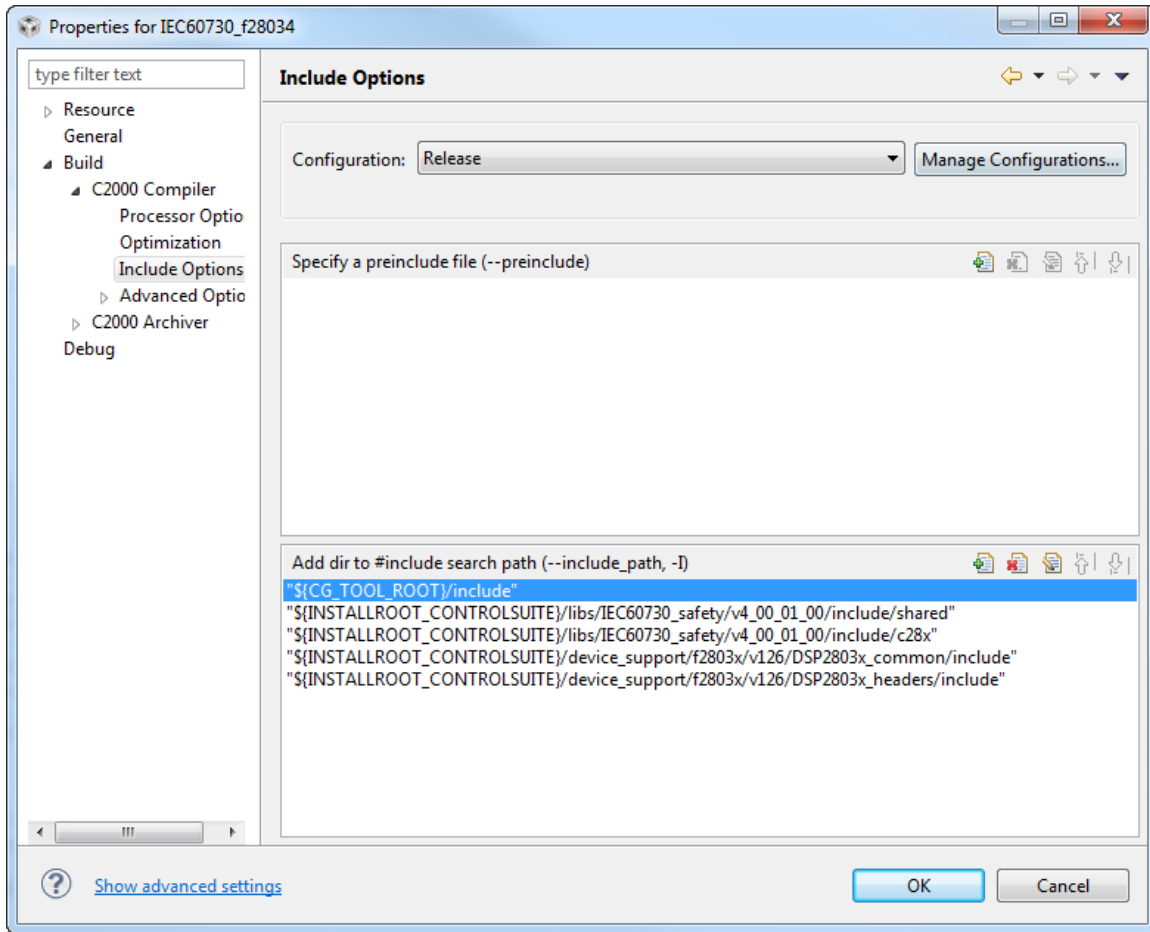 Properties for IEC60730_f28034
type filter text
Resource
General
Build
C2000 Compiler
Processor Optio
Optimization
Include Options
Advanced Optio
C2000 Archiver
Debug
Include Options
Configuration: Release Manage Configurations...
Specify a preinclude file (--preinclude)
Add dir to #include search path (--include_path, -I)
"${CG_TOOL_ROOT}/include"
"${INSTALLROOT_CONTROLSUITE}/libs/IEC60730_safety/v4_00_01_00/include/shared"
"${INSTALLROOT_CONTROLSUITE}/libs/IEC60730_safety/v4_00_01_00/include/c28x"
"${INSTALLROOT_CONTROLSUITE}/device_support/f2803x/v126/DSP2803x_common/include"
"${INSTALLROOT_CONTROLSUITE}/device_support/f2803x/v126/DSP2803x_headers/include"
Show advanced settings
OK Cancel